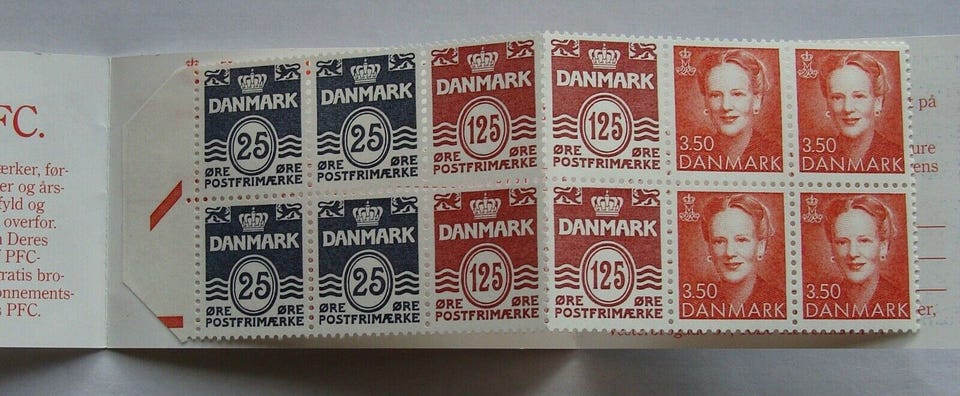 FC.
ærker, før-
er og års-
fyld og
overfor.
Deres
PFC-
ratis bro-
onnements-
PFC.
DANMARK
25
ØRE ØRE
POSTFRIMÆRKE
DANMARK
25
ØRE ØRE
POSTFRIMÆRKE
DANMARK
125
ØRE ØRE
POSTFRIMÆRKE
DANMARK
125
ØRE ØRE
POSTFRIMÆRKE
3.50
DANMARK
3.50
DANMARK
DANMARK
25
ØRE ØRE
POSTFRIMÆRKE
DANMARK
25
ØRE ØRE
POSTFRIMÆRKE
DANMARK
125
ØRE ØRE
POSTFRIMÆRKE
DANMARK
125
ØRE ØRE
POSTFRIMÆRKE
3.50
DANMARK
3.50
DANMARK
på
ure
ens
er,